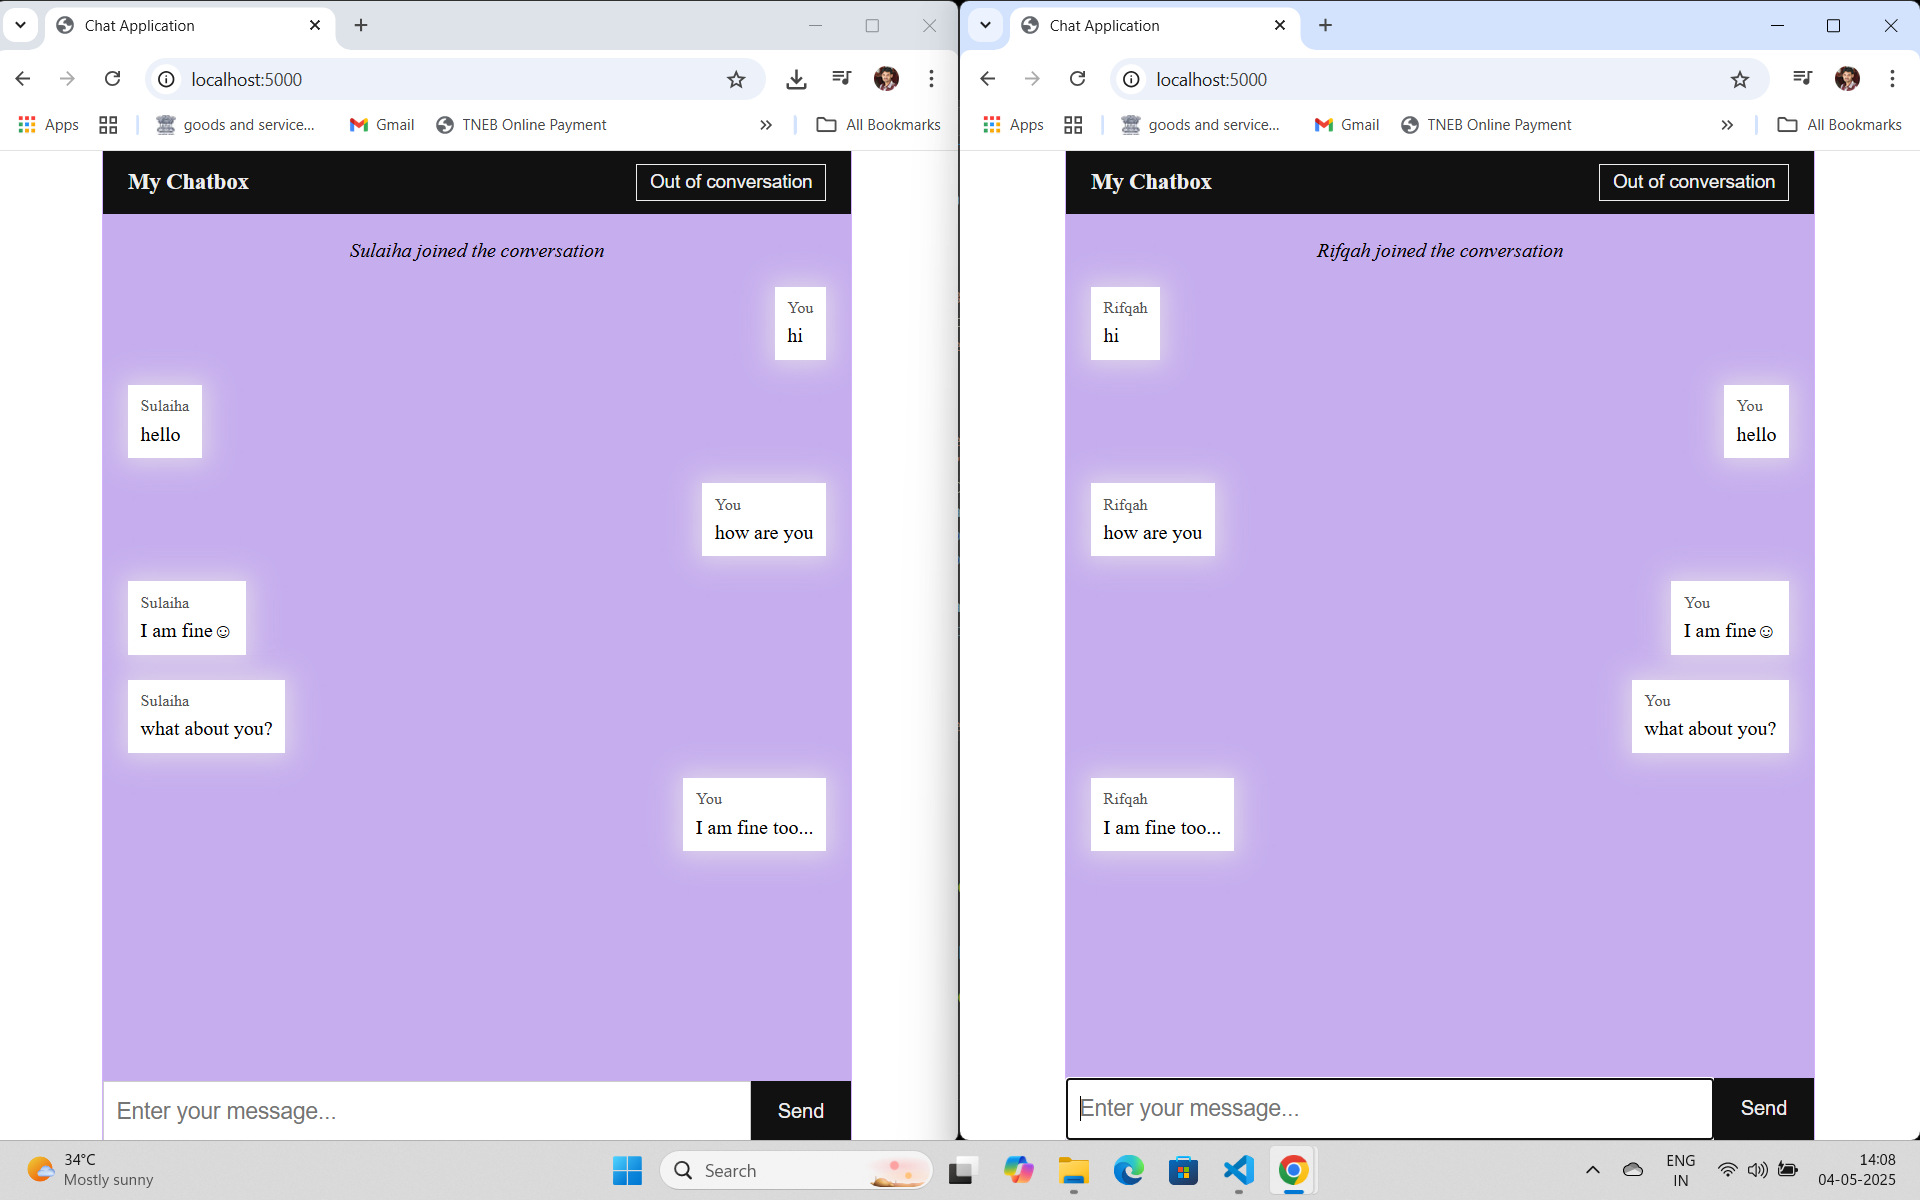 Chat Application
localhost:5000
Apps
goods and service...
Gmail
TNEB Online Payment
All Bookmarks
My Chatbox
Out of conversation
Sulaiha joined the conversation
You
hi
Sulaiha
hello
You
how are you
Sulaiha
I am fine☺
Sulaiha
what about you?
You
I am fine too...
Enter your message...
Send
Chat Application
localhost:5000
Apps
goods and service...
Gmail
TNEB Online Payment
All Bookmarks
My Chatbox
Out of conversation
Rifqah joined the conversation
Rifqah
hi
You
hello
Rifqah
how are you
You
I am fine☺
You
what about you?
Rifqah
I am fine too...
Enter your message...
Send
34°C
Mostly sunny
Search
ENG
IN
14:08
04-05-2025